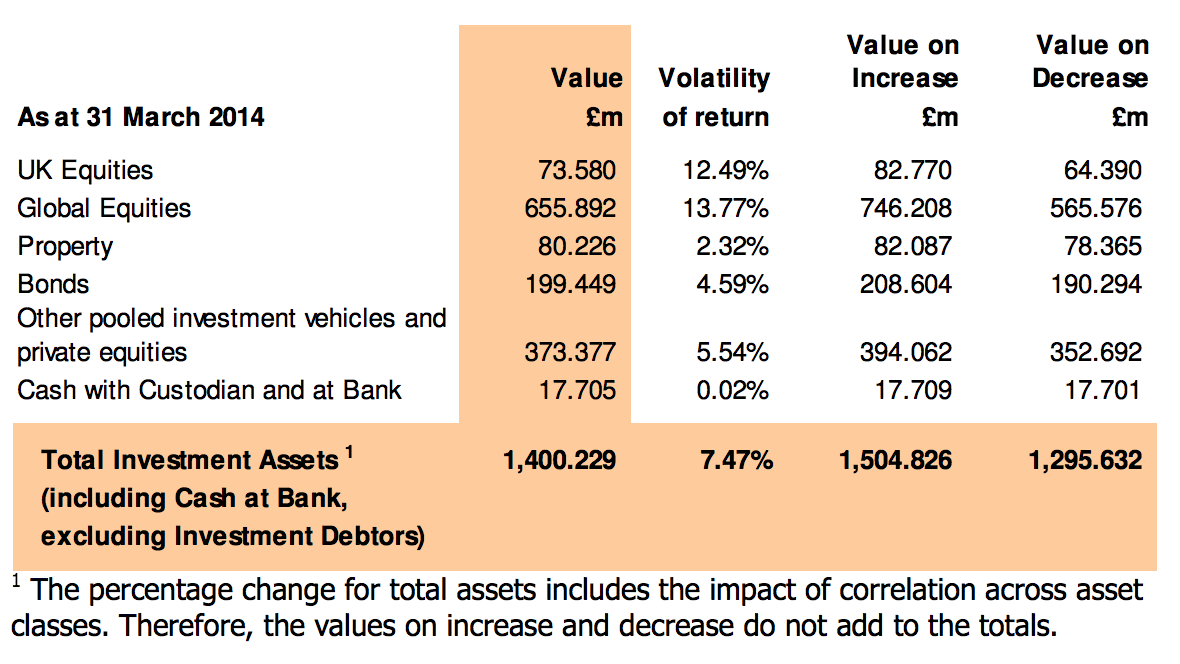 Value on Value on
Value Volatility Increase Decrease
As at 31 March 2014 £m of return £m £m
UK Equities 73.580 12.49% 82.770 64.390
Global Equities 655.892 13.77% 746.208 565.576
Property 80.226 2.32% 82.087 78.365
Bonds 199.449 4.59% 208.604 190.294
Other pooled investment vehicles and
private equities 373.377 5.54% 394.062 352.692
Cash with Custodian and at Bank 17.705 0.02% 17.709 17.701
Total Investment Assets 1 1,400.229 7.47% 1,504.826 1,295.632
(including Cash at Bank,
excluding Investment Debtors)
1 The percentage change for total assets includes the impact of correlation across asset
classes. Therefore, the values on increase and decrease do not add to the totals.